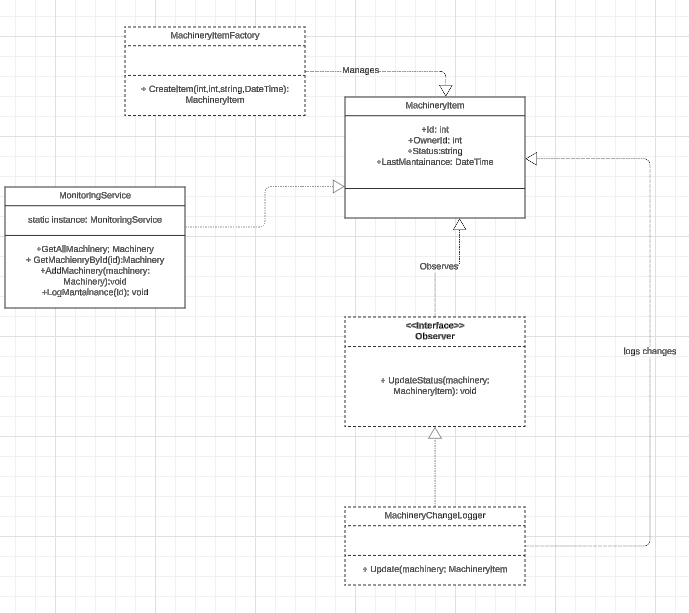 MachineryItemFactory
+ CreateItem(int,int,string,DateTime):
MachineryItem
Manages
MachineryItem
+Id: int
+OwnerId: int
+Status:string
+LastMantainance: DateTime
MonitoringService
static instance: MonitoringService
+GetAllMachinery: Machinery
+ GetMachienryById(id):Machinery
+AddMachinery(machinery:
Machinery):void
+LogMantainance(id): void
Observes
<<Interface>>
Observer
+ UpdateStatus(machinery:
MachineryItem): void
logs changes
MachineryChangeLogger
+ Update(machinery: MachineryItem